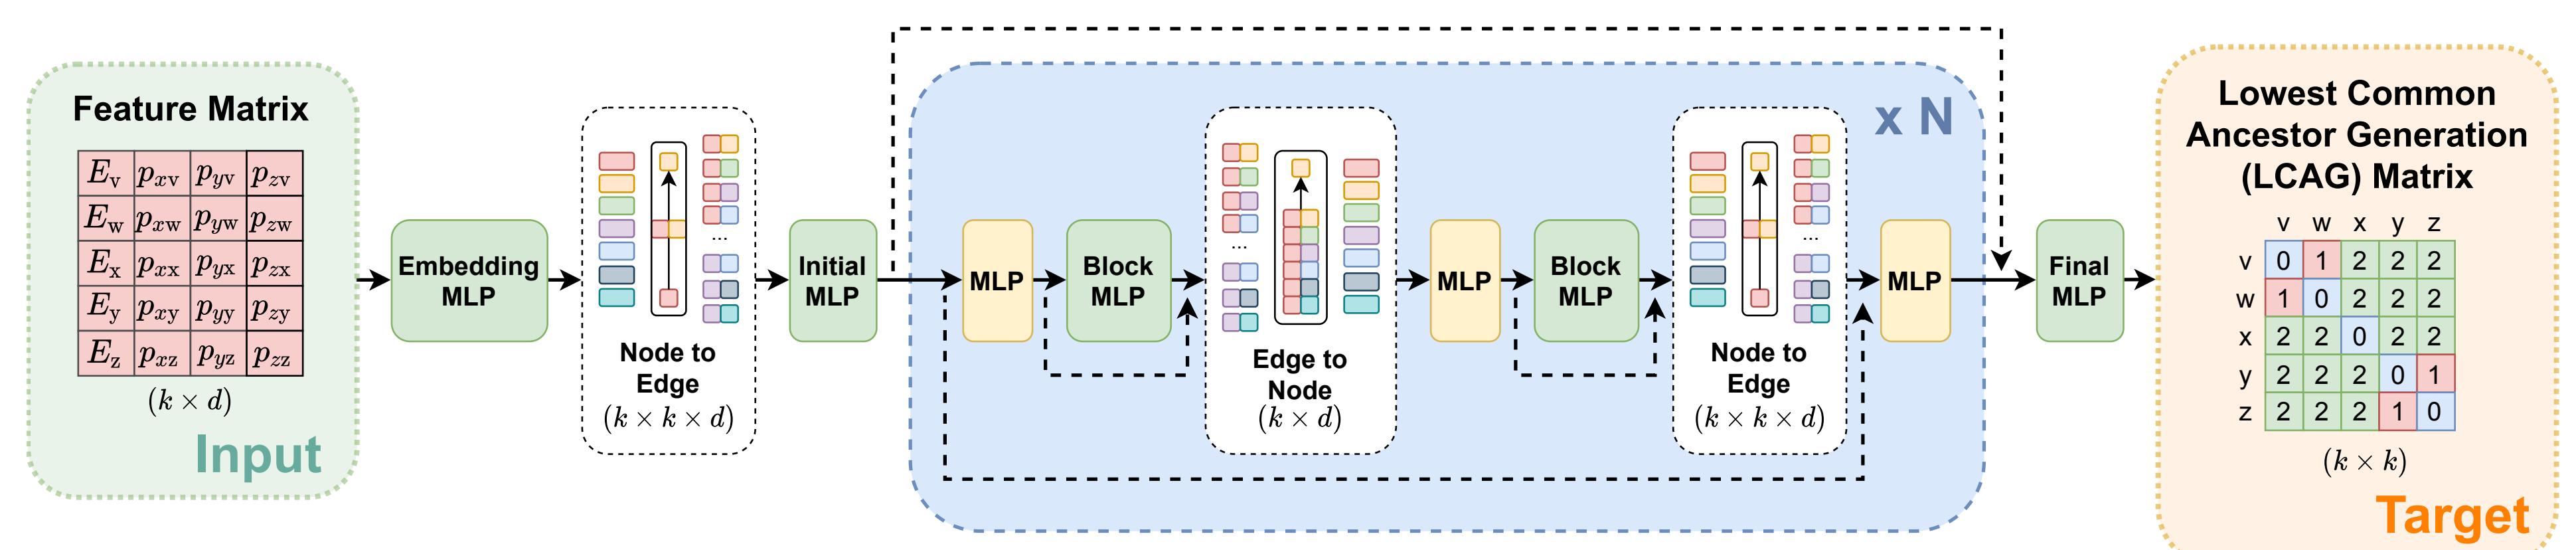 Feature Matrix
E_v p_xv p_yv p_zv
E_w p_xw p_yw p_zw
E_x p_xx p_yx p_zx
E_y p_xy p_yy p_zy
E_z p_xz p_yz p_zz
(k × d)
Input
Embedding
MLP
Node to
Edge
(k × k × d)
...
Initial
MLP
x N
MLP
Block
MLP
...
Edge to
Node
(k × d)
MLP
Block
MLP
...
Node to
Edge
(k × k × d)
MLP
Final
MLP
Lowest Common
Ancestor Generation
(LCAG) Matrix
v w x y z
v 0 1 2 2 2
w 1 0 2 2 2
x 2 2 0 2 2
y 2 2 2 0 1
z 2 2 2 1 0
(k × k)
Target